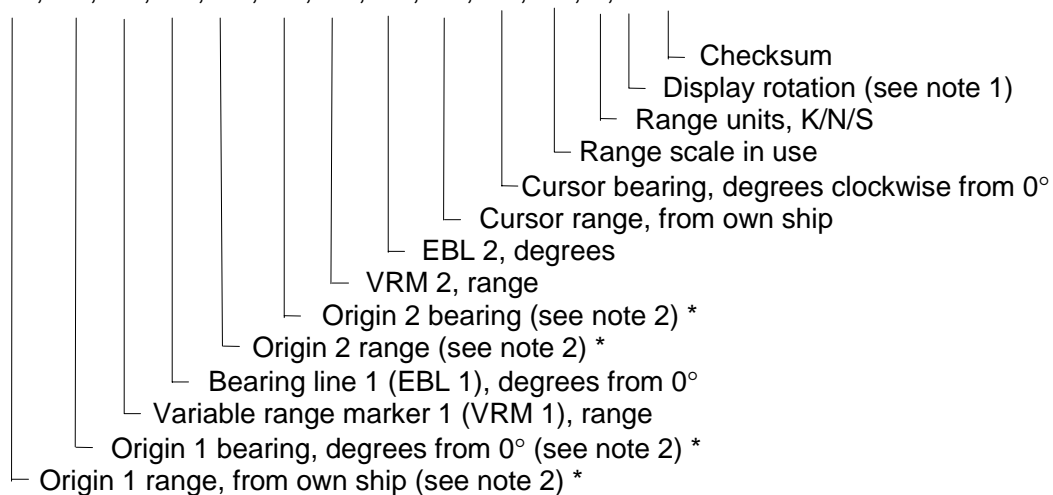 Checksum
Display rotation (see note 1)
Range units, K/N/S
Range scale in use
Cursor bearing, degrees clockwise from 0°
Cursor range, from own ship
EBL 2, degrees
VRM 2, range
Origin 2 bearing (see note 2) *
Origin 2 range (see note 2) *
Bearing line 1 (EBL 1), degrees from 0°
Variable range marker 1 (VRM 1), range
Origin 1 bearing, degrees from 0° (see note 2) *
Origin 1 range, from own ship (see note 2) *